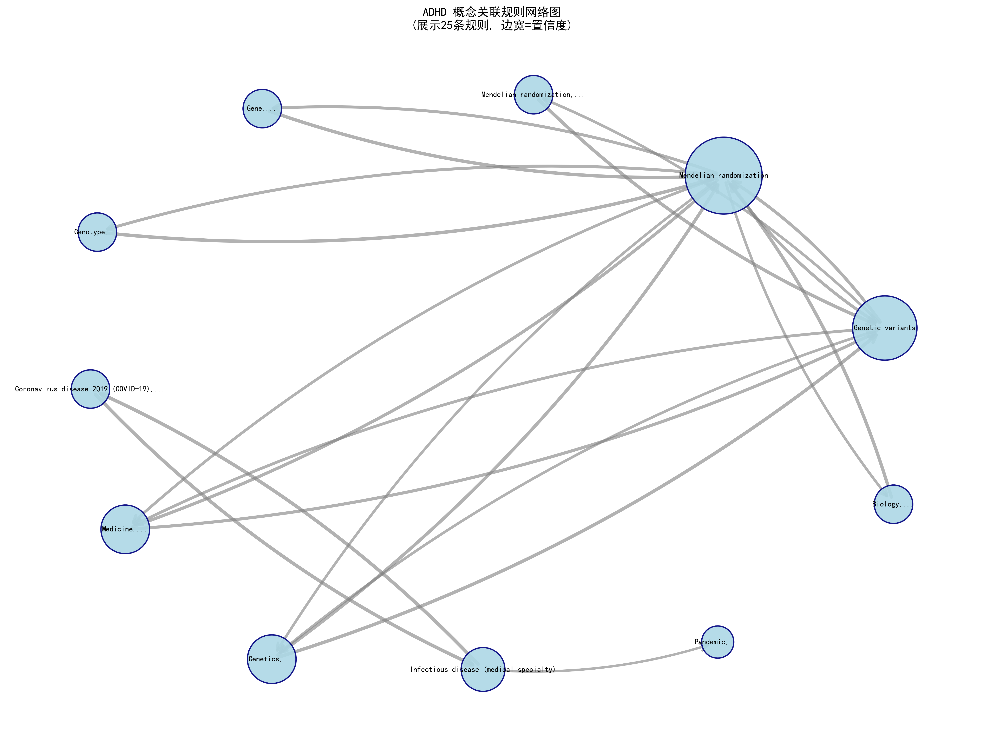 ADHD 概念关联规则网络图
(展示25条规则, 边宽=置信度)
Mendelian randomization...
Gene....
Mendelian randomization
Genotype
Genetic variants
Coronavirus disease 2019 (COVID-19).
Biology..
Medicine
Pandemic.
Genetics.
Infectious disease (medical specialty)